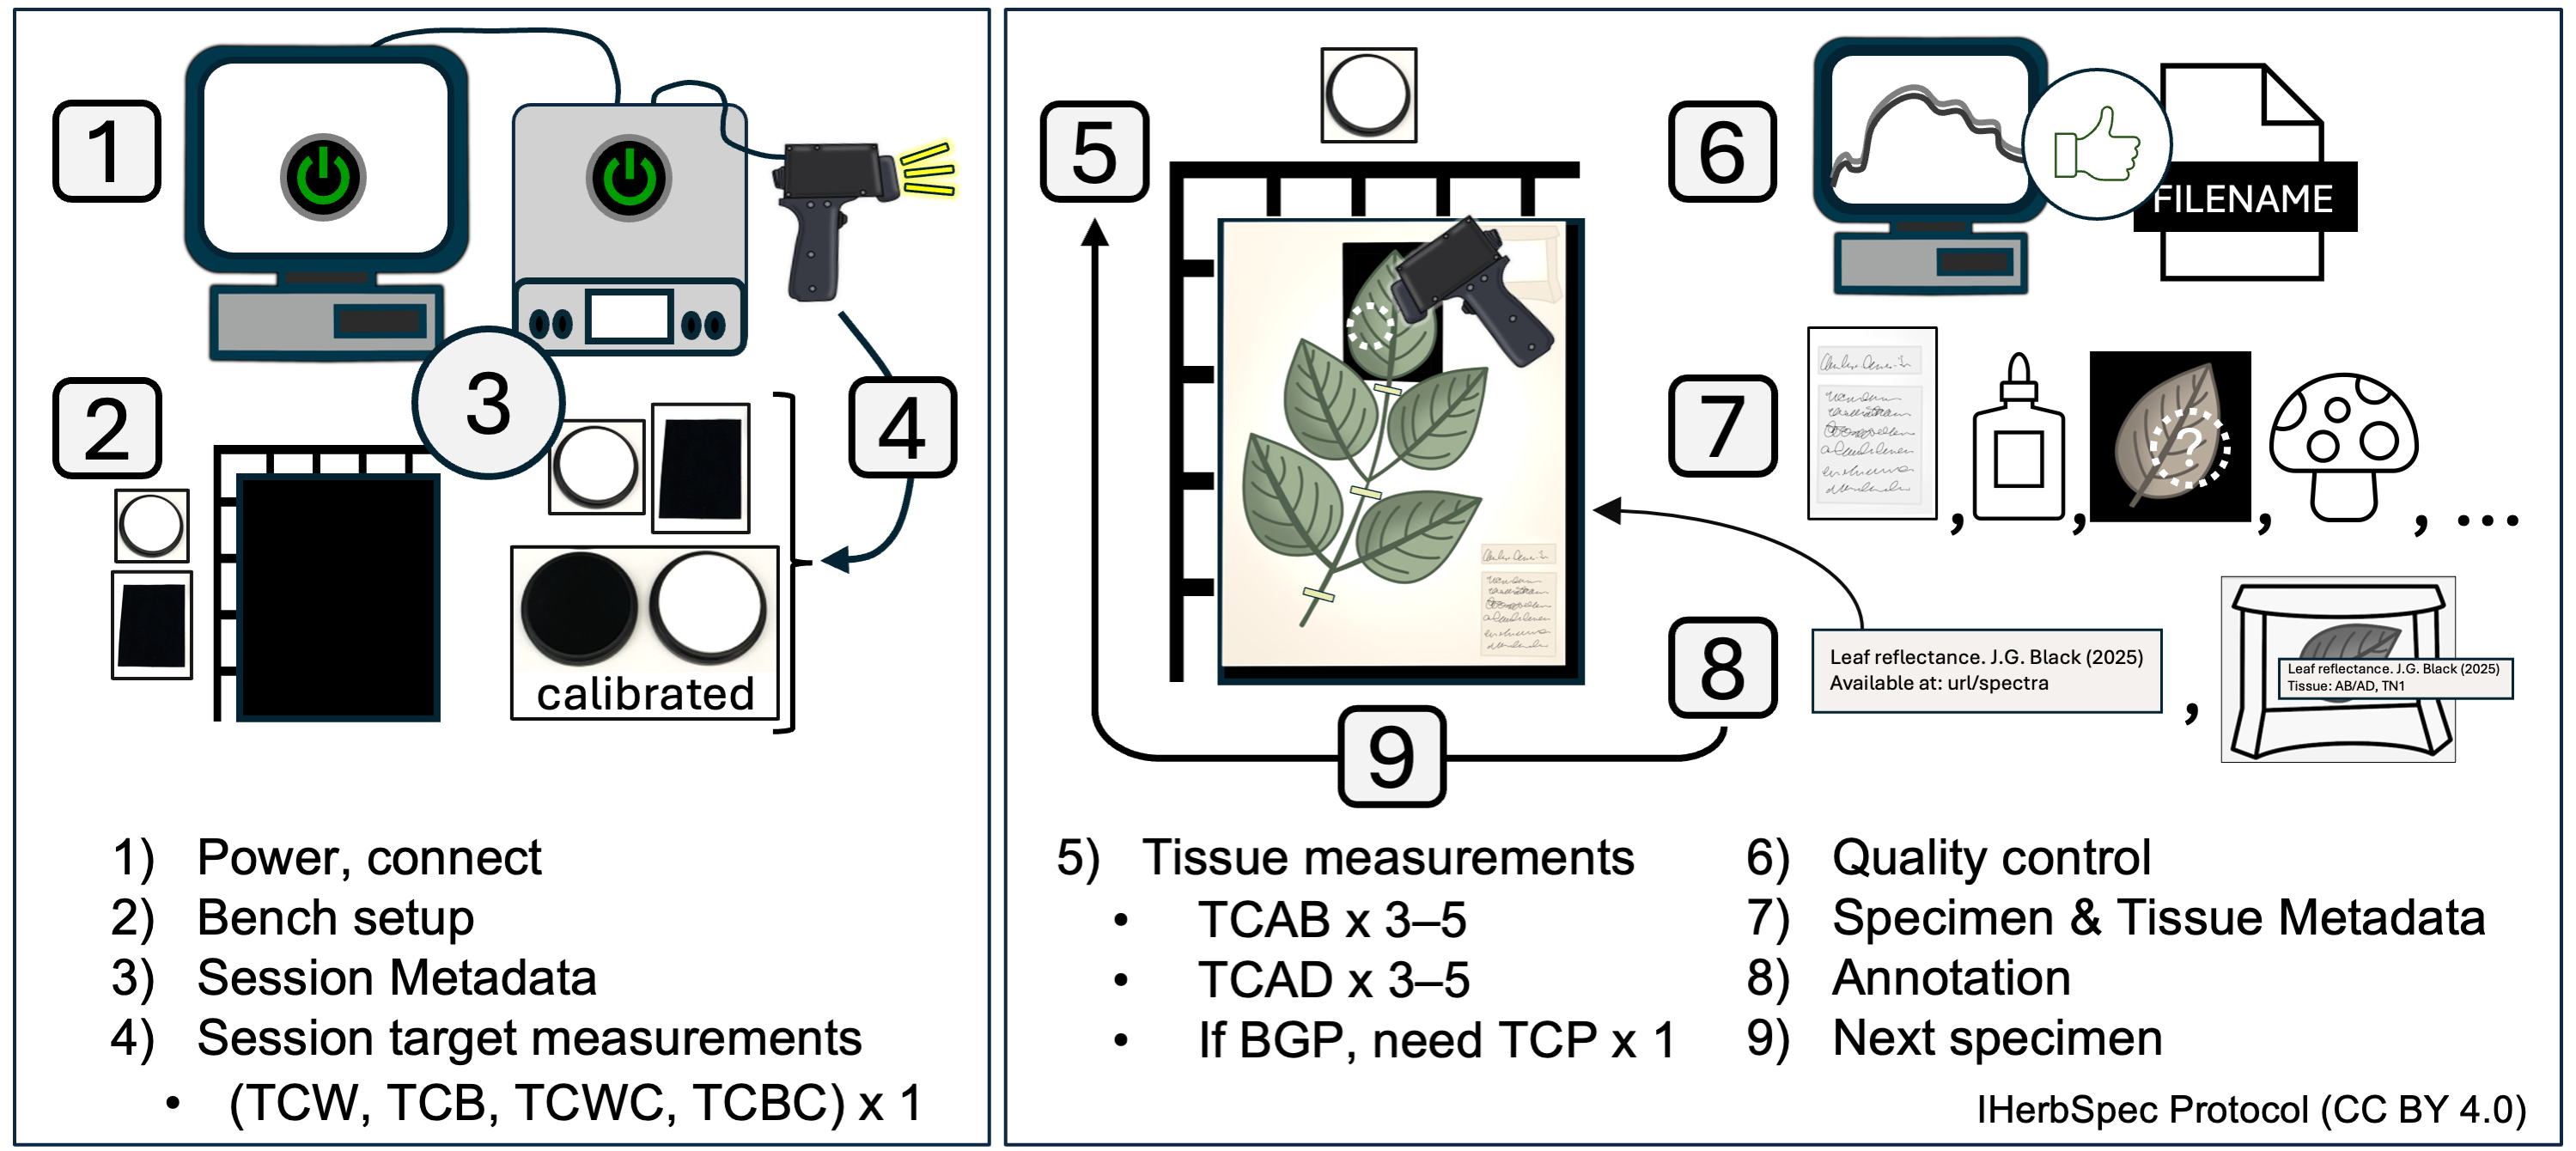 1
2
3
4
calibrated
1) Power, connect
2) Bench setup
3) Session Metadata
4) Session target measurements
• (TCW, TCB, TCWC, TCBC) x 1
5
6
FILENAME
7
?
, , , , ...
8
Leaf reflectance. J.G. Black (2025)
Available at: url/spectra
,
Leaf reflectance. J.G. Black (2025)
Tissue: AB/AD, TN1
9
5) Tissue measurements
• TCAB x 3–5
• TCAD x 3–5
• If BGP, need TCP x 1
6) Quality control
7) Specimen & Tissue Metadata
8) Annotation
9) Next specimen
IHerbSpec Protocol (CC BY 4.0)